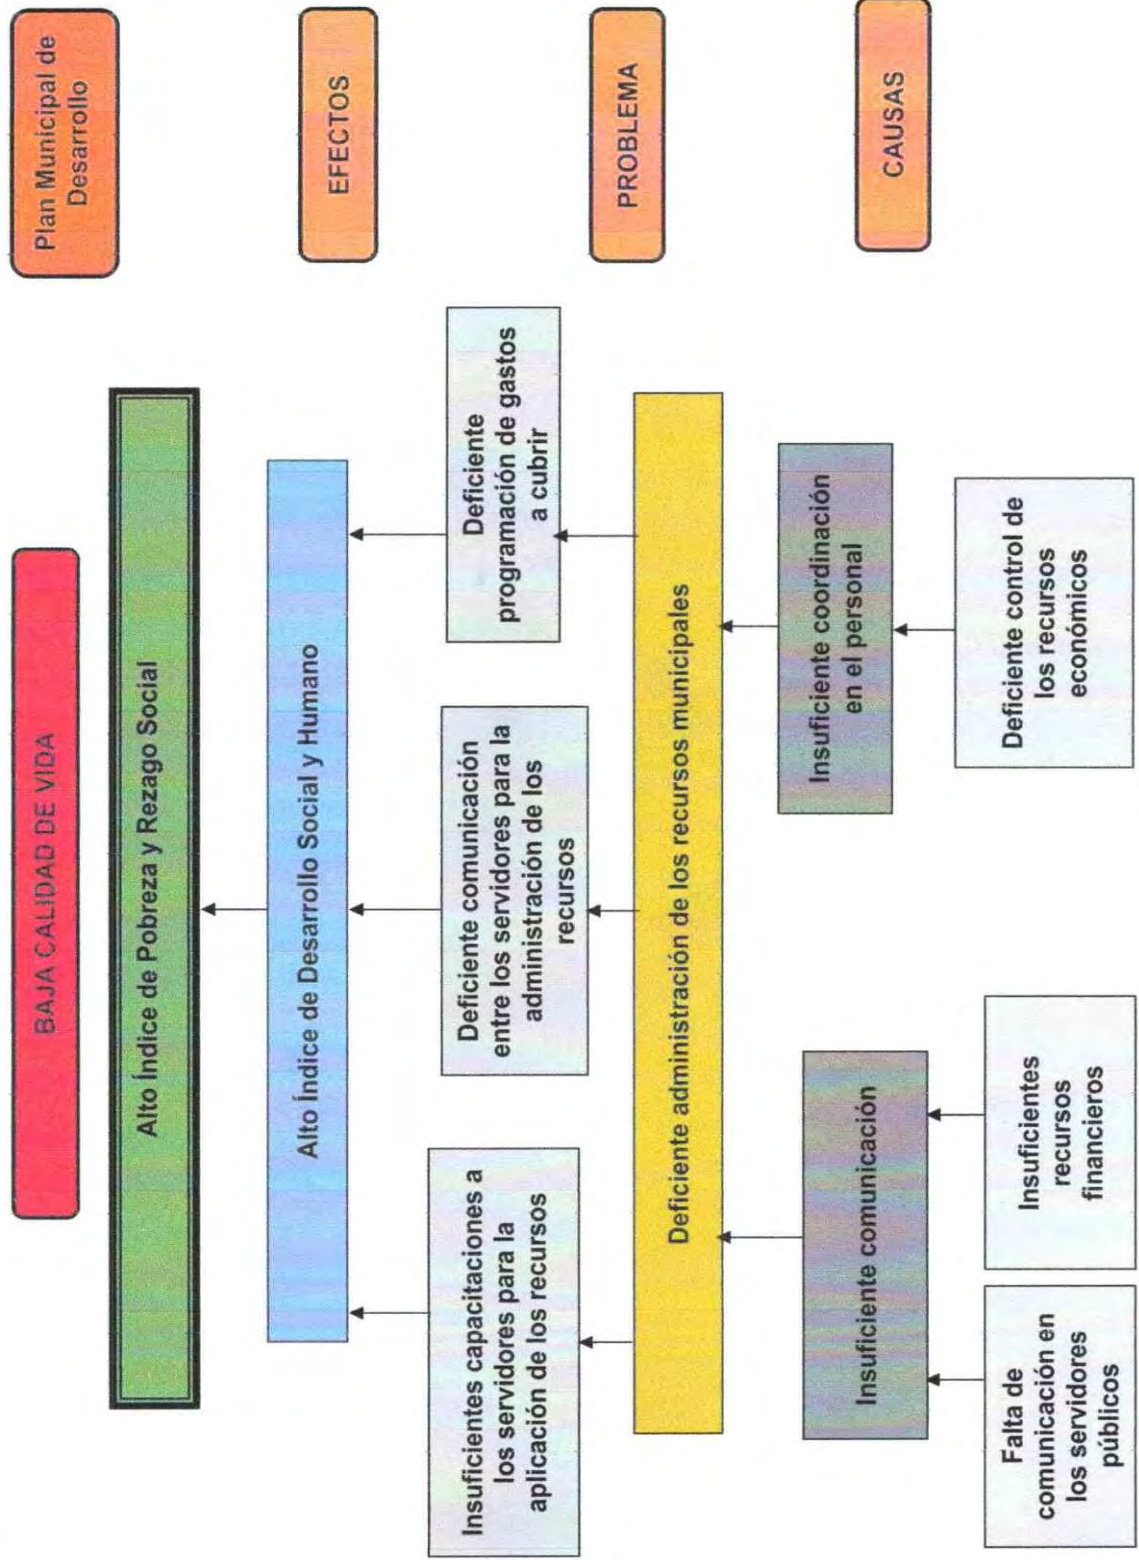 BAJA CALIDAD DE VIDA
Plan Municipal de
Desarrollo
Alto Índice de Pobreza y Rezago Social
Alto Índice de Desarrollo Social y Humano
EFECTOS
Insuficientes capacitaciones a
los servidores para la
aplicación de los recursos
Deficiente comunicación
entre los servidores para la
administración de los
recursos
Deficiente
programación de gastos
a cubrir
Deficiente administración de los recursos municipales
PROBLEMA
Insuficiente comunicación
Insuficiente coordinación
en el personal
CAUSAS
Falta de
comunicación en
los servidores
públicos
Insuficientes
recursos
financieros
Deficiente control de
los recursos
económicos